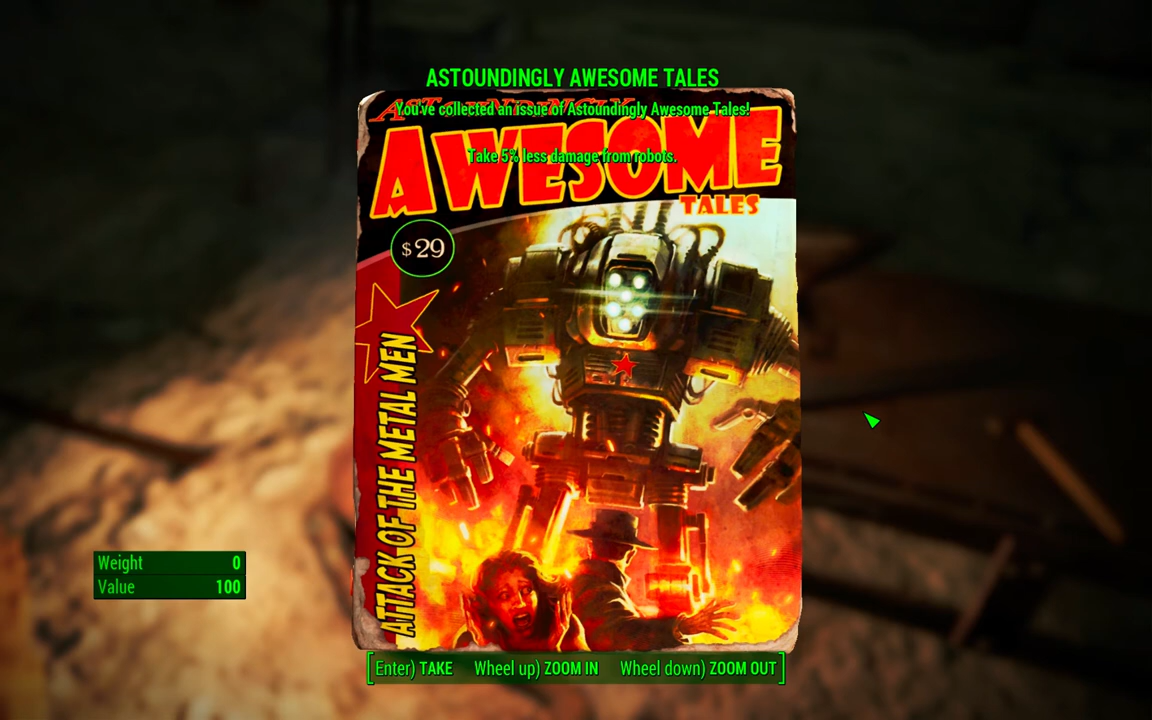 ASTOUNDINGLY AWESOME TALES
ASTOUNDINGLY
You've collected an issue of Astoundingly Awesome Tales!
AWESOME
Take 5% less damage from robots.
TALES
$29
ATTACK OF THE METAL MEN
Weight 0
Value 100
Enter) TAKE Wheel up) ZOOM IN Wheel down) ZOOM OUT